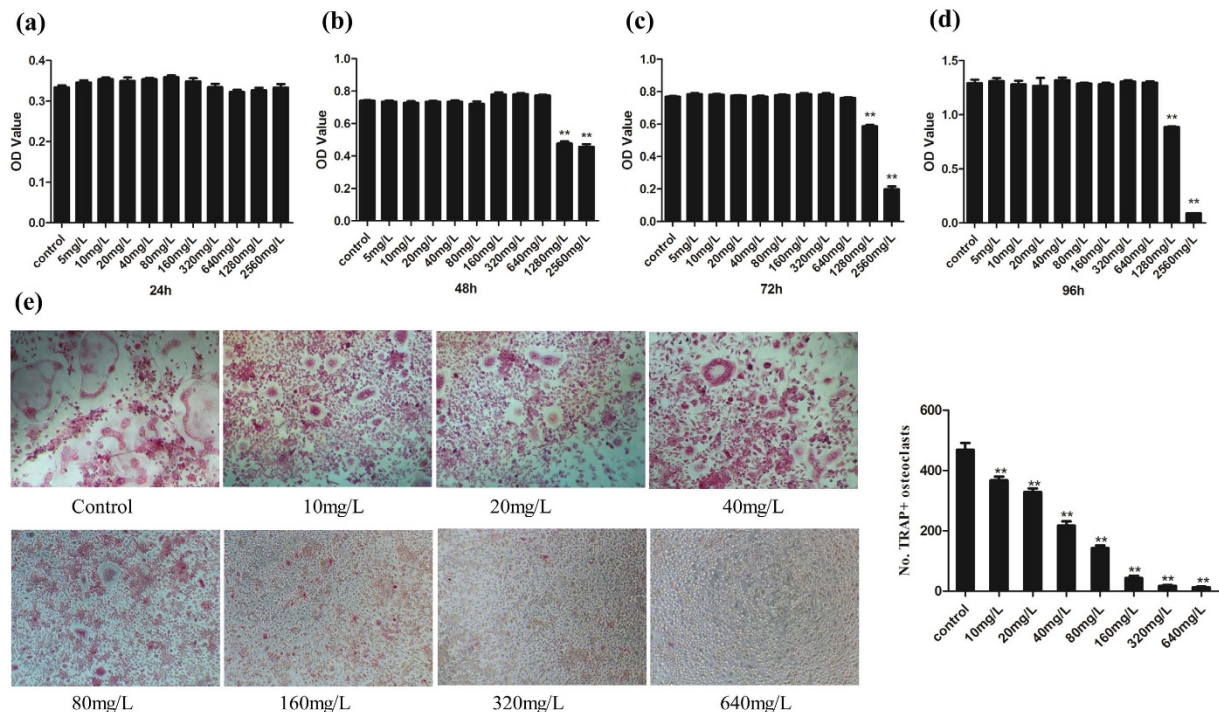 (a)
OD Value
0.4
0.3
0.2
0.1
0.0
control
5mg/L
10mg/L
20mg/L
40mg/L
80mg/L
160mg/L
320mg/L
640mg/L
1280mg/L
2560mg/L
24h
(b)
OD Value
1.0
0.8
0.6
0.4
0.2
0.0
** **
control
5mg/L
10mg/L
20mg/L
40mg/L
80mg/L
160mg/L
320mg/L
640mg/L
1280mg/L
2560mg/L
48h
(c)
OD Value
1.0
0.8
0.6
0.4
0.2
0.0
**
**
control
5mg/L
10mg/L
20mg/L
40mg/L
80mg/L
160mg/L
320mg/L
640mg/L
1280mg/L
2560mg/L
72h
(d)
OD Value
1.5
1.0
0.5
0.0
**
**
control
5mg/L
10mg/L
20mg/L
40mg/L
80mg/L
160mg/L
320mg/L
640mg/L
1280mg/L
2560mg/L
96h
(e)
Control 10mg/L 20mg/L 40mg/L
80mg/L 160mg/L 320mg/L 640mg/L
No. TRAP+ osteoclasts
600
400
200
0
**
**
**
**
**
**
**
control
10mg/L
20mg/L
40mg/L
80mg/L
160mg/L
320mg/L
640mg/L